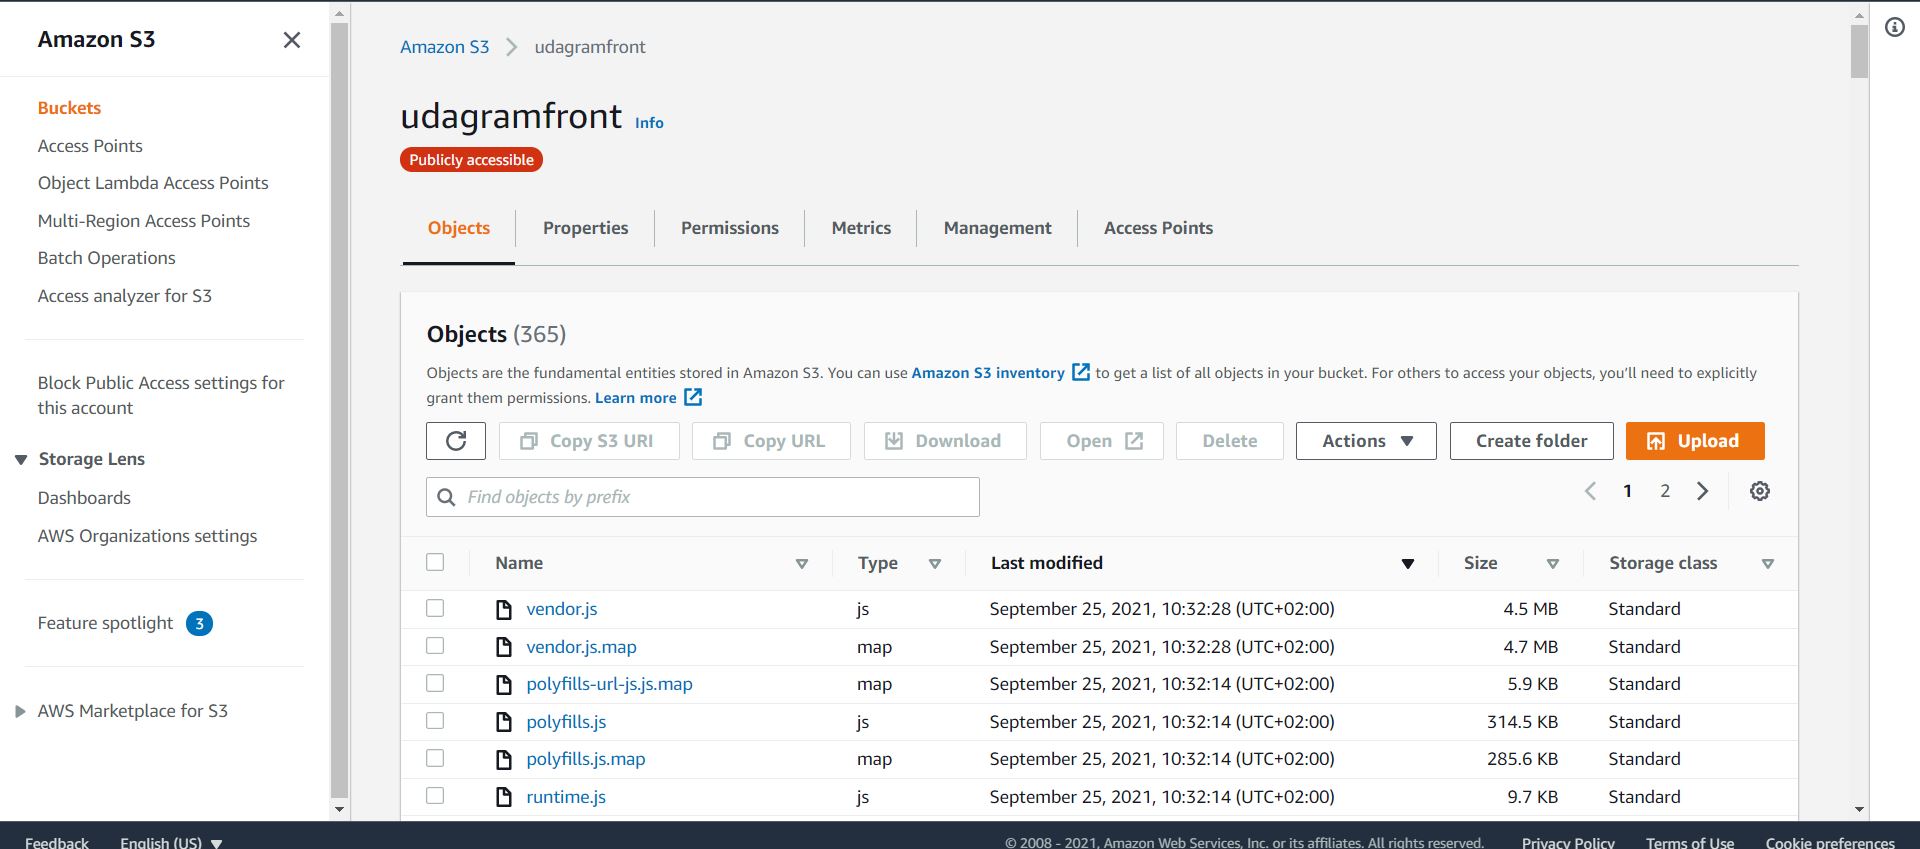 Amazon S3
Buckets
Access Points
Object Lambda Access Points
Multi-Region Access Points
Batch Operations
Access analyzer for S3
Block Public Access settings for
this account
Storage Lens
Dashboards
AWS Organizations settings
Feature spotlight 3
AWS Marketplace for S3
Amazon S3 udagramfront
udagramfront Info
Publicly accessible
Objects Properties Permissions Metrics Management Access Points
Objects (365)
Objects are the fundamental entities stored in Amazon S3. You can use Amazon S3 inventory to get a list of all objects in your bucket. For others to access your objects, you’ll need to explicitly
grant them permissions. Learn more
Copy S3 URI Copy URL Download Open Delete Actions Create folder Upload
Find objects by prefix 1 2
Name Type Last modified Size Storage class
vendor.js js September 25, 2021, 10:32:28 (UTC+02:00) 4.5 MB Standard
vendor.js.map map September 25, 2021, 10:32:28 (UTC+02:00) 4.7 MB Standard
polyfills-url-js.js.map map September 25, 2021, 10:32:14 (UTC+02:00) 5.9 KB Standard
polyfills.js js September 25, 2021, 10:32:14 (UTC+02:00) 314.5 KB Standard
polyfills.js.map map September 25, 2021, 10:32:14 (UTC+02:00) 285.6 KB Standard
runtime.js js September 25, 2021, 10:32:14 (UTC+02:00) 9.7 KB Standard
Feedback English (US) © 2008 - 2021, Amazon Web Services, Inc. or its affiliates. All rights reserved. Privacy Policy Terms of Use Cookie preferences